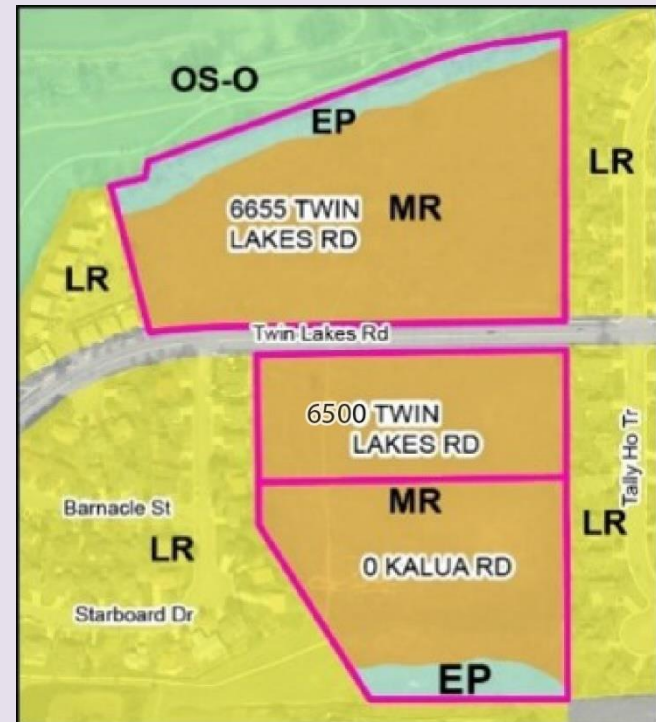 OS-O
EP
LR
6655 TWIN MR
LAKES RD
LR
Twin Lakes Rd
6500 TWIN
LAKES RD
Tally Ho Tr
MR
Barnacle St
LR
LR
0 KALUA RD
Starboard Dr
EP